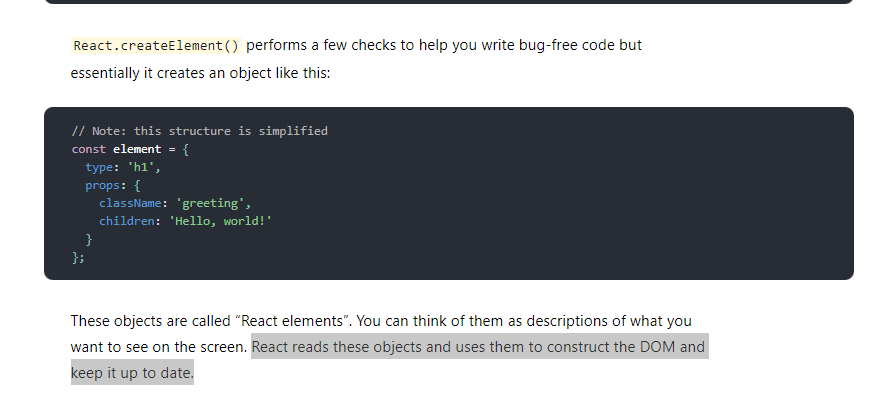 React.createElement() performs a few checks to help you write bug-free code but
essentially it creates an object like this:
// Note: this structure is simplified
const element = {
  type: 'h1',
  props: {
    className: 'greeting',
    children: 'Hello, world!'
  }
};
These objects are called “React elements”. You can think of them as descriptions of what you
want to see on the screen. React reads these objects and uses them to construct the DOM and
keep it up to date.